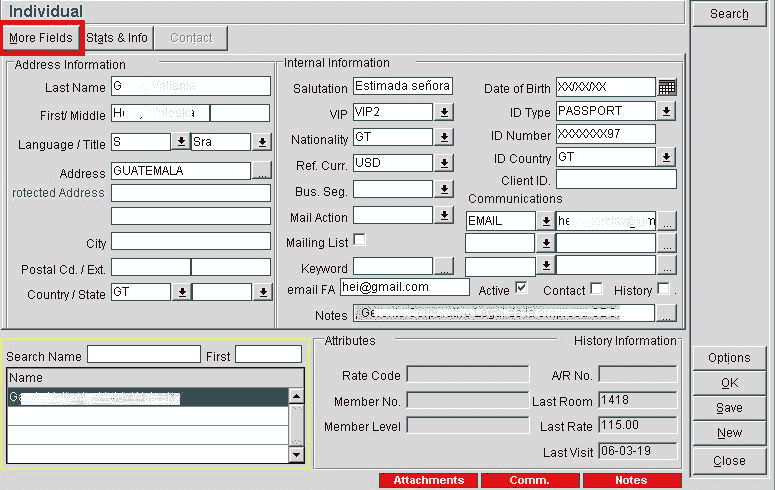 Individual
Search
More Fields Stats & Info Contact
Address Information
Last Name G
First/ Middle
Language / Title S Sra
Address GUATEMALA ...
rotected Address
City
Postal Cd. / Ext.
Country / State GT
Internal Information
Salutation Estimada señora
VIP VIP2
Nationality GT
Ref. Curr. USD
Bus. Seg.
Mail Action
Mailing List
Keyword ...
Date of Birth XX/XX/XX
ID Type PASSPORT
ID Number XXXXXX97
ID Country GT
Client ID.
Communications
EMAIL ...
...
...
email FA hei@gmail.com Active Contact History .
Notes ...
Search Name First
Name
Attributes
Rate Code
Member No.
Member Level
History Information
A/R No.
Last Room 1418
Last Rate 115.00
Last Visit 06-03-19
Options
OK
Save
New
Close
Attachments Comm. Notes